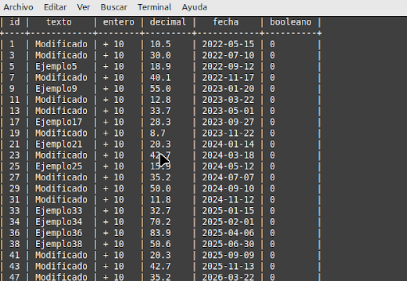 Archivo Editar Ver Buscar Terminal Ayuda
| id | texto | entero | decimal | fecha | booleano |
+----+------------+--------+---------+------------+----------+
| 1 | Modificado | + 10 | 10.5 | 2022-05-15 | 0 |
| 3 | Modificado | + 10 | 30.0 | 2022-07-10 | 0 |
| 5 | Ejemplo5 | + 10 | 18.9 | 2022-09-12 | 0 |
| 7 | Modificado | + 10 | 40.1 | 2022-11-17 | 0 |
| 9 | Ejemplo9 | + 10 | 55.0 | 2023-01-20 | 0 |
| 11 | Modificado | + 10 | 12.8 | 2023-03-22 | 0 |
| 13 | Modificado | + 10 | 33.7 | 2023-05-01 | 0 |
| 17 | Ejemplo17 | + 10 | 28.3 | 2023-09-27 | 0 |
| 19 | Modificado | + 10 | 8.7 | 2023-11-22 | 0 |
| 21 | Ejemplo21 | + 10 | 20.3 | 2024-01-14 | 0 |
| 23 | Modificado | + 10 | | 2024-03-18 | 0 |
| 25 | Ejemplo25 | + 10 | | 2024-05-12 | 0 |
| 27 | Modificado | + 10 | 35.2 | 2024-07-07 | 0 |
| 29 | Modificado | + 10 | 50.0 | 2024-09-10 | 0 |
| 31 | Modificado | + 10 | 11.8 | 2024-11-12 | 0 |
| 33 | Ejemplo33 | + 10 | 32.7 | 2025-01-15 | 0 |
| 34 | Ejemplo34 | + 10 | 70.2 | 2025-02-01 | 0 |
| 36 | Ejemplo36 | + 10 | 83.9 | 2025-04-06 | 0 |
| 38 | Ejemplo38 | + 10 | 50.6 | 2025-06-30 | 0 |
| 41 | Modificado | + 10 | 20.3 | 2025-09-09 | 0 |
| 43 | Modificado | + 10 | 42.7 | 2025-11-13 | 0 |
| 47 | Modificado | + 10 | 35.2 | 2026-03-22 | 0 |